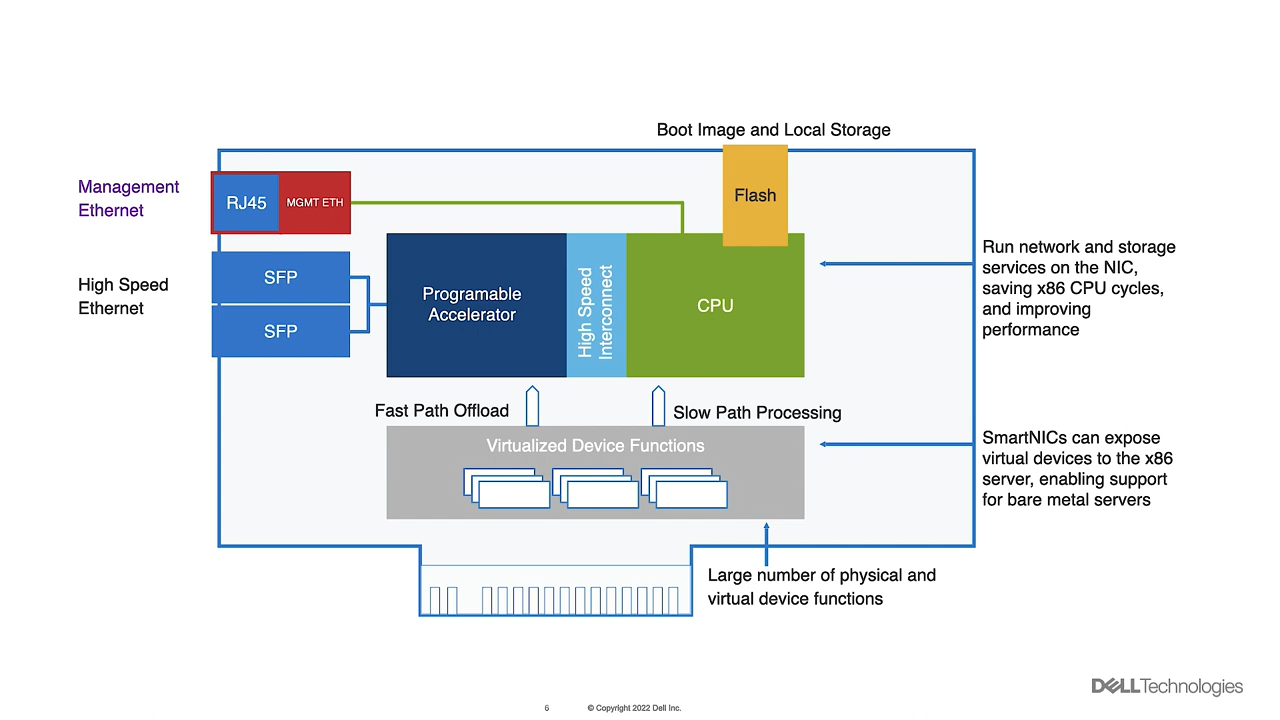 Boot Image and Local Storage
Management
Ethernet
RJ45
MGMT ETH
Flash
High Speed
Ethernet
SFP
SFP
Programable
Accelerator
High Speed
Interconnect
CPU
Run network and storage
services on the NIC,
saving x86 CPU cycles,
and improving
performance
Fast Path Offload
Slow Path Processing
Virtualized Device Functions
SmartNICs can expose
virtual devices to the x86
server, enabling support
for bare metal servers
Large number of physical and
virtual device functions
DELL Technologies
6
© Copyright 2022 Dell Inc.